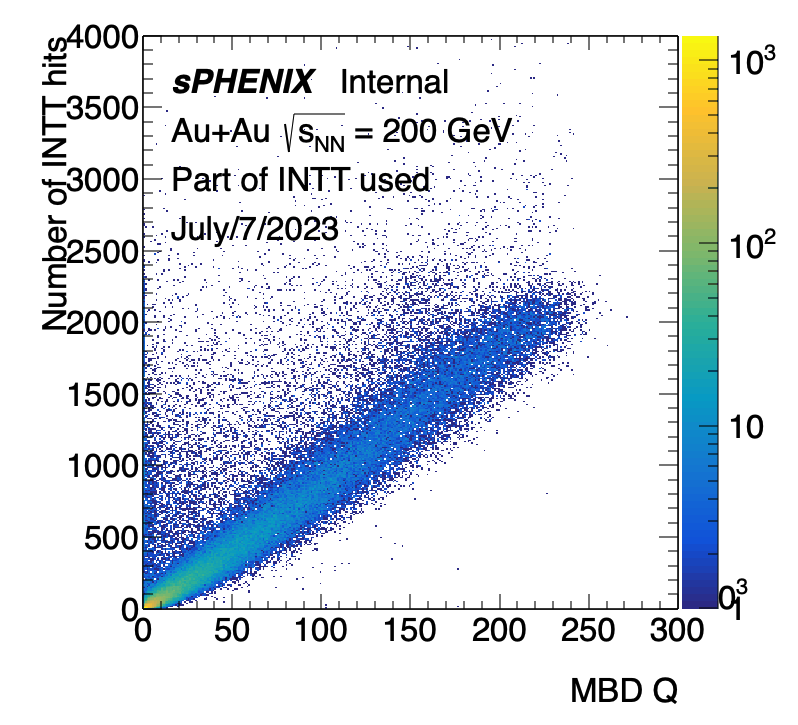 Number of INTT hits
4000
3500
3000
2500
2000
1500
1000
500
0
sPHENIX Internal
Au+Au √sNN = 200 GeV
Part of INTT used
July/7/2023
0 50 100 150 200 250 300
MBD Q
10³
10²
10
1